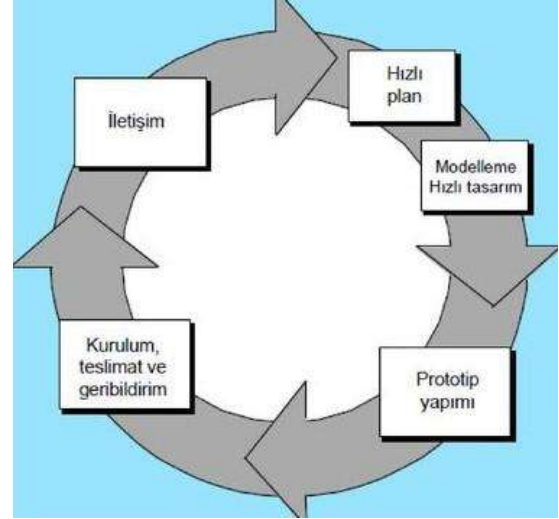 İletişim
Hızlı
plan
Modelleme
Hızlı tasarım
Prototip
yapımı
Kurulum,
teslimat ve
geribildirim